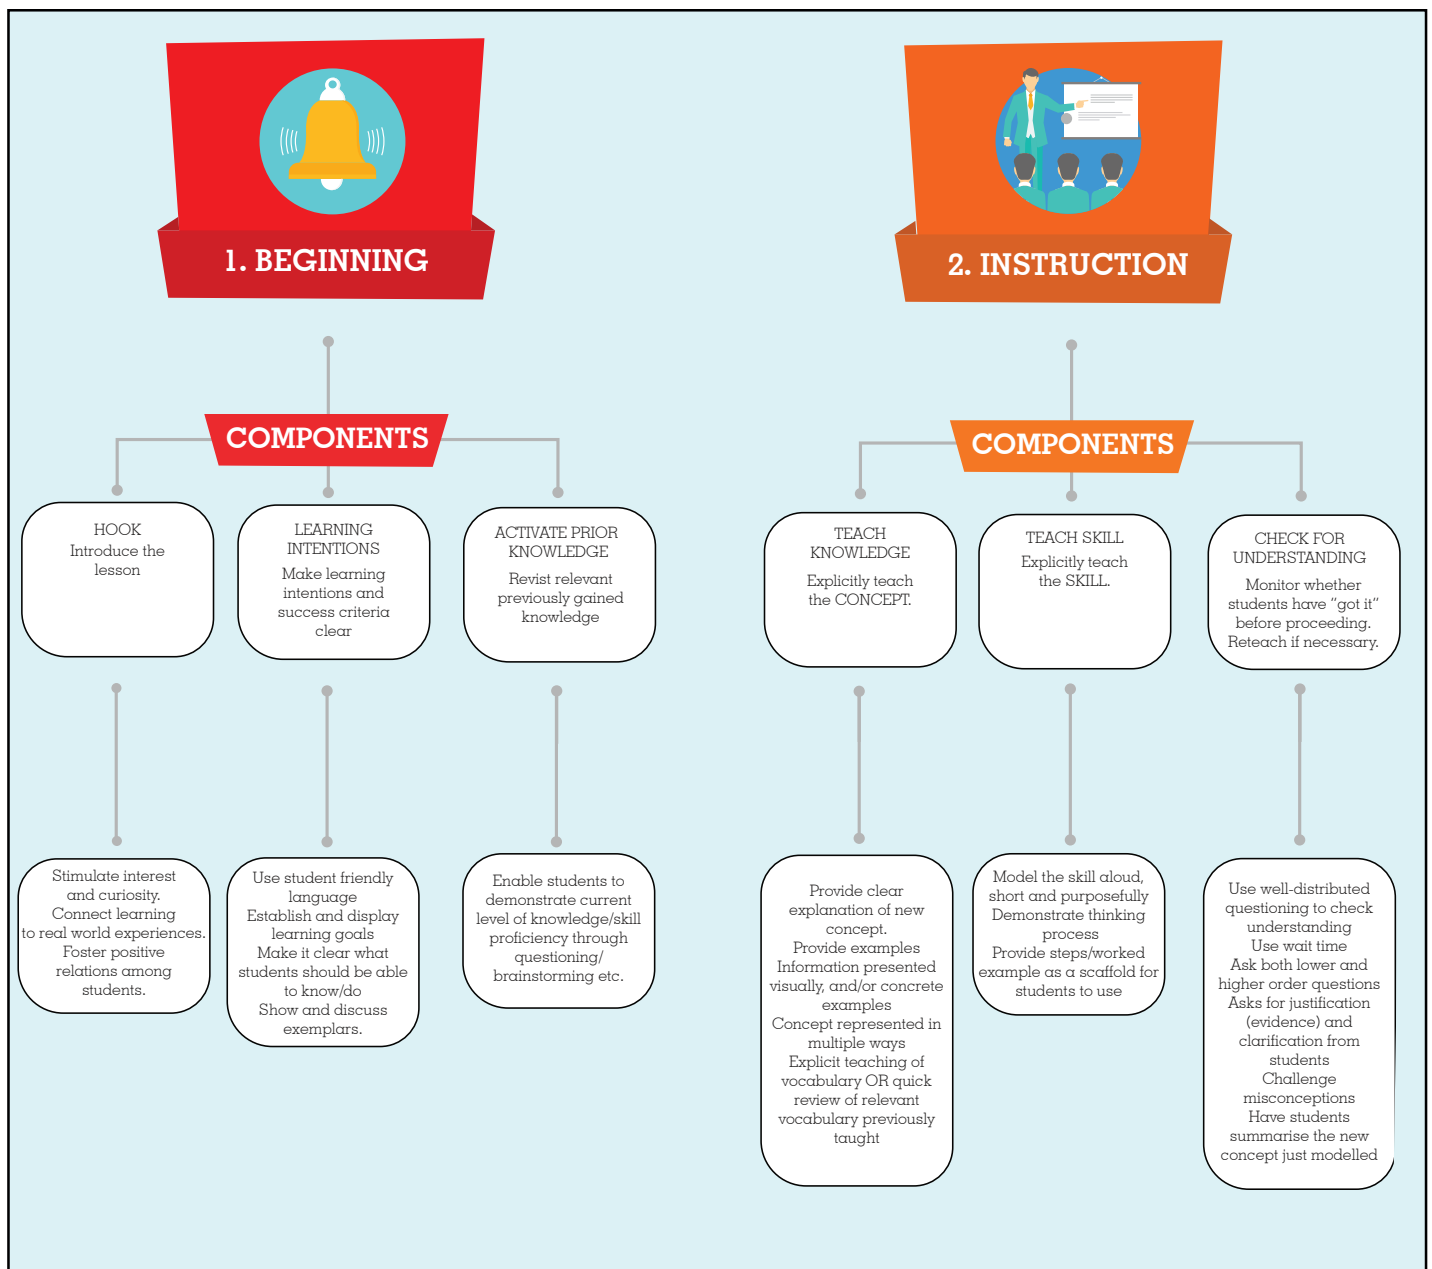 1. BEGINNING
COMPONENTS
HOOK
Introduce the
lesson
LEARNING
INTENTIONS
Make learning
intentions and
success criteria
clear
ACTIVATE PRIOR
KNOWLEDGE
Revist relevant
previously gained
knowledge
Stimulate interest
and curiosity.
Connect learning
to real world experiences.
Foster positive
relations among
students.
Use student friendly
language
Establish and display
learning goals
Make it clear what
students should be able
to know/do
Show and discuss
exemplars.
Enable students to
demonstrate current
level of knowledge/skill
proficiency through
questioning/
brainstorming etc.
2. INSTRUCTION
COMPONENTS
TEACH
KNOWLEDGE
Explicitly teach
the CONCEPT.
TEACH SKILL
Explicitly teach
the SKILL.
CHECK FOR
UNDERSTANDING
Monitor whether
students have “got it”
before proceeding.
Reteach if necessary.
Provide clear
explanation of new
concept.
Provide examples
Information presented
visually, and/or concrete
examples
Concept represented in
multiple ways
Explicit teaching of
vocabulary OR quick
review of relevant
vocabulary previously
taught
Model the skill aloud,
short and purposefully
Demonstrate thinking
process
Provide steps/worked
example as a scaffold for
students to use
Use well-distributed
questioning to check
understanding
Use wait time
Ask both lower and
higher order questions
Asks for justification
(evidence) and
clarification from
students
Challenge
misconceptions
Have students
summarise the new
concept just modelled